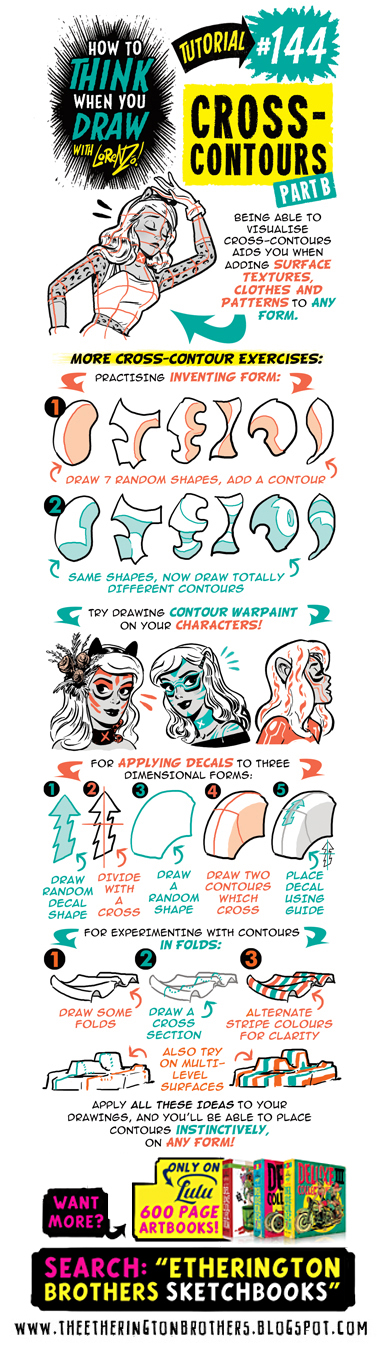 HOW TO
THINK
WHEN YOU
DRAW
WITH LORENZO!
TUTORIAL #144
CROSS-
CONTOURS
PART B
BEING ABLE TO
VISUALISE
CROSS-CONTOURS
AIDS YOU WHEN
ADDING SURFACE
TEXTURES,
CLOTHES AND
PATTERNS TO ANY
FORM.
MORE CROSS-CONTOUR EXERCISES:
PRACTISING INVENTING FORM:
1
DRAW 7 RANDOM SHAPES, ADD A CONTOUR
2
SAME SHAPES, NOW DRAW TOTALLY
DIFFERENT CONTOURS
TRY DRAWING CONTOUR WARPAINT
ON YOUR CHARACTERS!
FOR APPLYING DECALS TO THREE
DIMENSIONAL FORMS:
1
DRAW
RANDOM
DECAL
SHAPE
2
DIVIDE
WITH
A
CROSS
3
DRAW
A
RANDOM
SHAPE
4
DRAW TWO
CONTOURS
WHICH
CROSS
5
PLACE
DECAL
USING
GUIDE
FOR EXPERIMENTING WITH CONTOURS
IN FOLDS:
1
DRAW SOME
FOLDS
2
DRAW A
CROSS
SECTION
3
ALTERNATE
STRIPE COLOURS
FOR CLARITY
ALSO TRY
ON MULTI-
LEVEL
SURFACES
APPLY ALL THESE IDEAS TO YOUR
DRAWINGS, AND YOU'LL BE ABLE TO PLACE
CONTOURS INSTINCTIVELY,
ON ANY FORM!
WANT
MORE?
ONLY ON
Lulu
600 PAGE
ARTBOOKS!
SEARCH: "ETHERINGTON
BROTHERS SKETCHBOOKS"
WWW.THEETHERINGTONBROTHERS.BLOGSPOT.COM